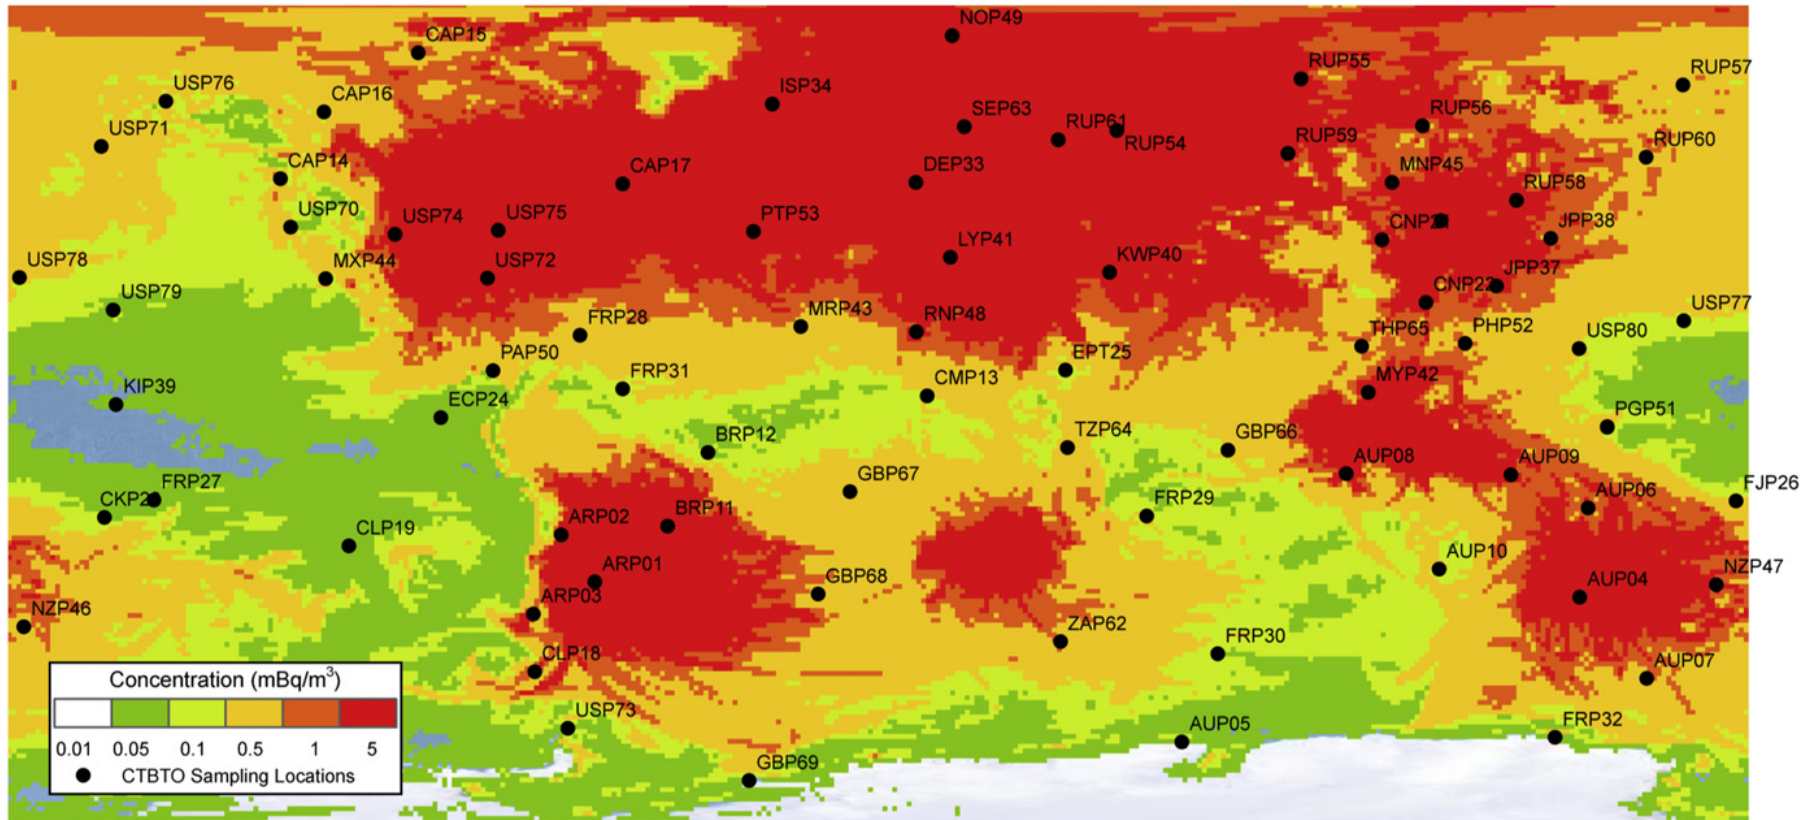 NOP49
CAP15
RUP55
RUP57
USP76
CAP16
ISP34
SEP63
RUP61
RUP56
USP71
RUP54
RUP59
RUP60
CAP14
CAP17
DEP33
MNP45
RUP58
USP70
USP74
USP75
PTP53
CNP21
JPP38
LYP41
KWP40
USP78
MXP44
USP72
JPP37
CNP22
USP79
USP77
FRP28
MRP43
RNP48
THP65
PHP52
USP80
PAP50
EPT25
FRP31
CMP13
MYP42
KIP39
ECP24
PGP51
BRP12
TZP64
GBP66
AUP08
AUP09
FRP27
GBP67
FRP29
AUP06
FJP26
CKP2
CLP19
ARP02
BRP11
AUP10
ARP01
GBP68
AUP04
NZP47
NZP46
ARP03
ZAP62
FRP30
CLP18
AUP07
USP73
FRP32
AUP05
GBP69
Concentration (mBq/m³)
0.01 0.05 0.1 0.5 1 5
CTBTO Sampling Locations